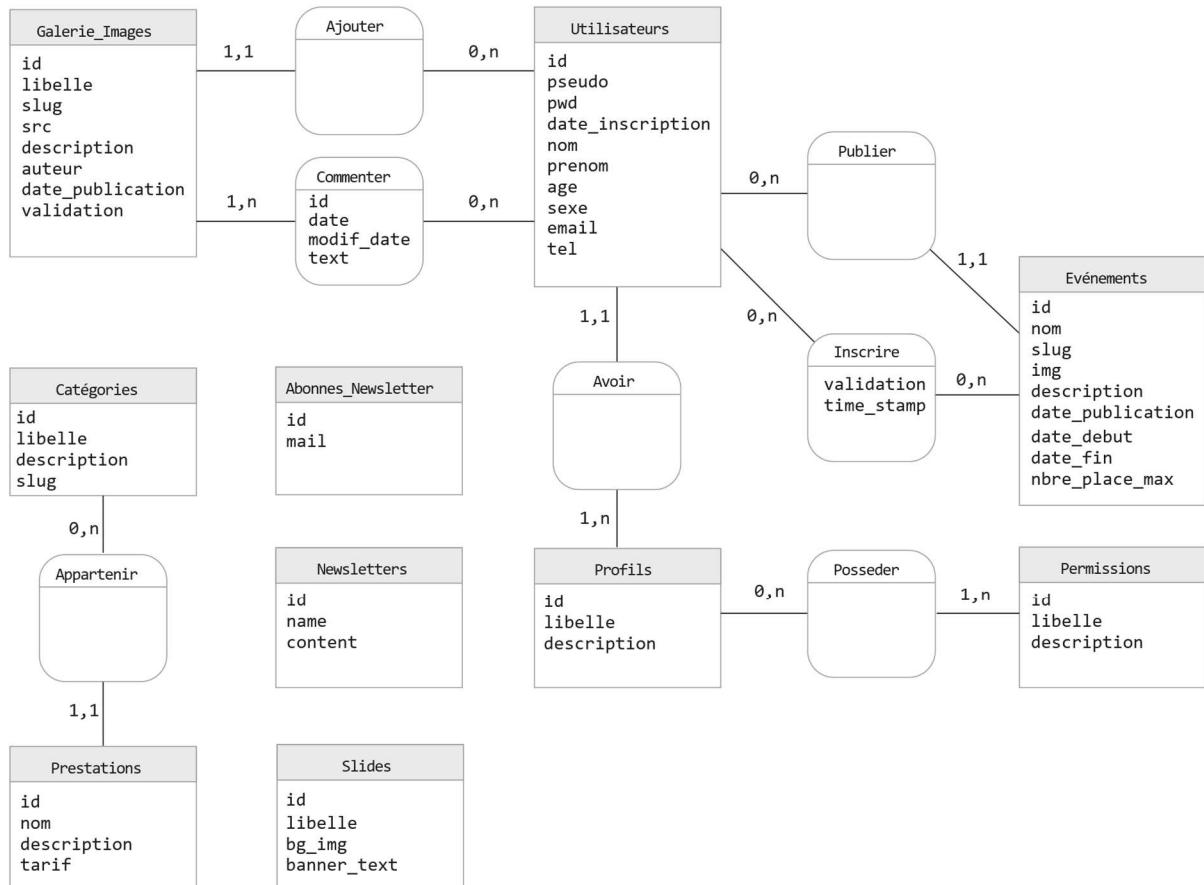 Galerie_Images
id
libelle
slug
src
description
auteur
date_publication
validation
1,1
Ajouter
0,n
1,n
Commenter
id
date
modif_date
text
0,n
Utilisateurs
id
pseudo
pwd
date_inscription
nom
prenom
age
sexe
email
tel
0,n
Publier
1,1
0,n
Inscrire
validation
time_stamp
0,n
Evénements
id
nom
slug
img
description
date_publication
date_debut
date_fin
nbre_place_max
1,1
Avoir
1,n
Catégories
id
libelle
description
slug
0,n
Appartenir
1,1
Prestations
id
nom
description
tarif
Abonnes_Newsletter
id
mail
Newsletters
id
name
content
Slides
id
libelle
bg_img
banner_text
Profils
id
libelle
description
0,n
Posseder
1,n
Permissions
id
libelle
description